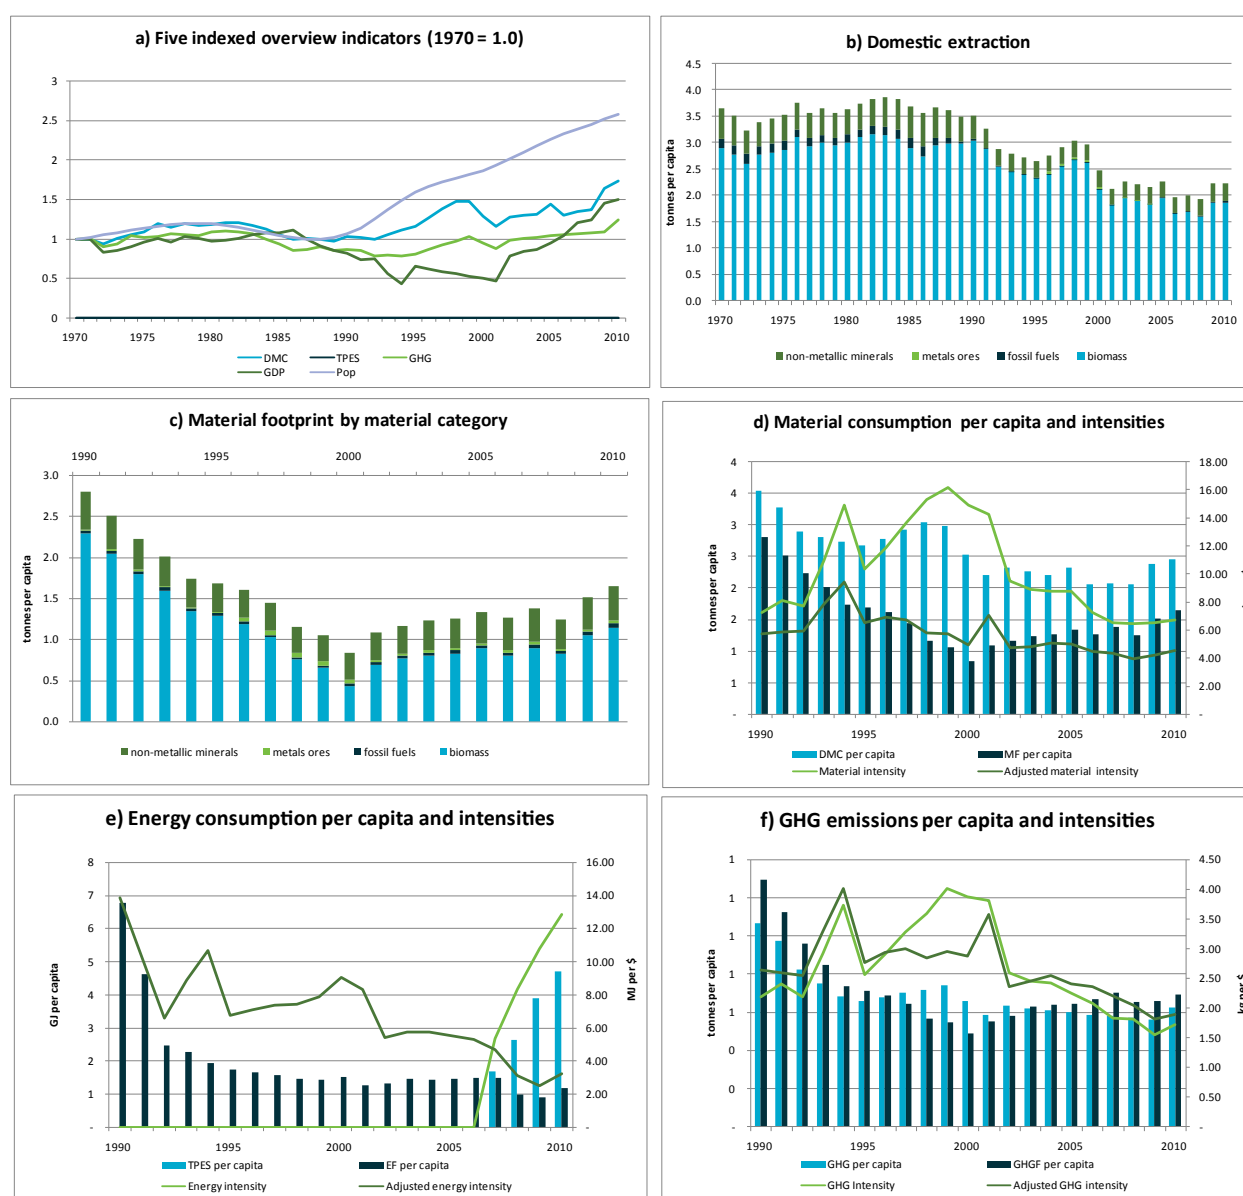 a) Five indexed overview indicators (1970 = 1.0)
3
2.5
2
1.5
1
0.5
0
1970 1975 1980 1985 1990 1995 2000 2005 2010
DMC TPES GHG
GDP Pop
b) Domestic extraction
tonnes per capita
4.5
4.0
3.5
3.0
2.5
2.0
1.5
1.0
0.5
0.0
1970 1975 1980 1985 1990 1995 2000 2005 2010
non-metallic minerals metals ores fossil fuels biomass
c) Material footprint by material category
1990 1995 2000 2005 2010
tonnes per capita
3.0
2.5
2.0
1.5
1.0
0.5
0.0
non-metallic minerals metals ores fossil fuels biomass
d) Material consumption per capita and intensities
tonnes per capita
4
4
3
3
2
2
1
1
-
18.00
16.00
14.00
12.00
10.00
8.00
6.00
4.00
2.00
-
1990 1995 2000 2005 2010
DMC per capita MF per capita
Material intensity Adjusted material intensity
e) Energy consumption per capita and intensities
GJ per capita
8
7
6
5
4
3
2
1
-
16.00
14.00
12.00
10.00
8.00
6.00
4.00
2.00
-
MJ per $
1990 1995 2000 2005 2010
TPES per capita EF per capita
Energy intensity Adjusted energy intensity
f) GHG emissions per capita and intensities
tonnes per capita
1
1
1
1
1
0
0
-
4.50
4.00
3.50
3.00
2.50
2.00
1.50
1.00
0.50
-
kg per $
1990 1995 2000 2005 2010
GHG per capita GHGF per capita
GHG Intensity Adjusted GHG intensity